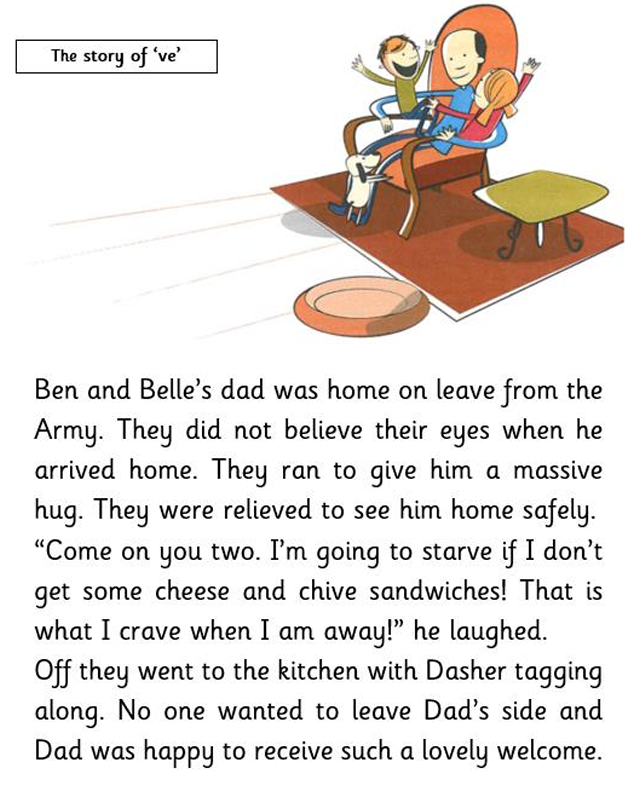 The story of ‘ve’
Ben and Belle’s dad was home on leave from the
Army. They did not believe their eyes when he
arrived home. They ran to give him a massive
hug. They were relieved to see him home safely.
“Come on you two. I’m going to starve if I don’t
get some cheese and chive sandwiches! That is
what I crave when I am away!” he laughed.
Off they went to the kitchen with Dasher tagging
along. No one wanted to leave Dad’s side and
Dad was happy to receive such a lovely welcome.